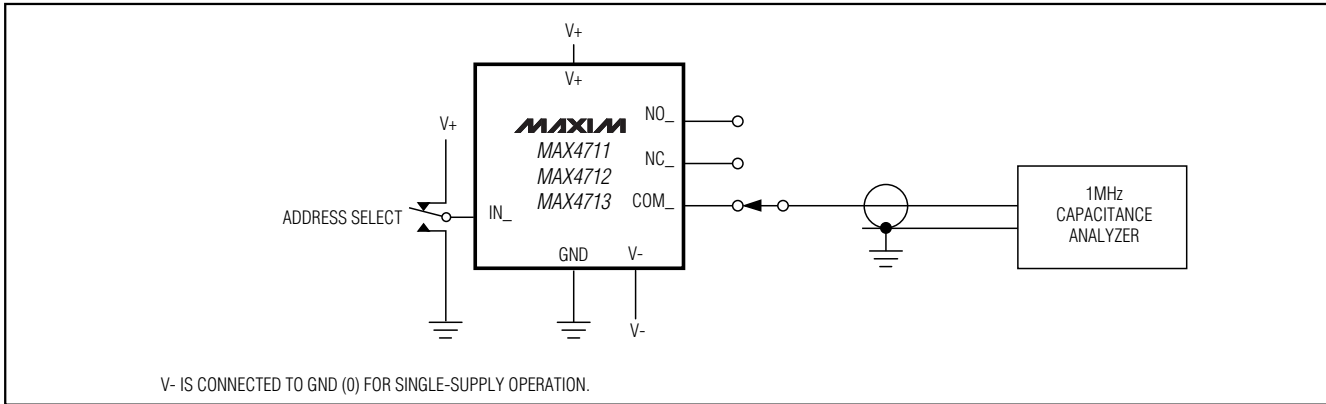 V+
V+
MAXIM
MAX4711
MAX4712
MAX4713
NO_
NC_
COM_
V+
ADDRESS SELECT
IN_
GND
V-
V-
1MHz
CAPACITANCE
ANALYZER
V- IS CONNECTED TO GND (0) FOR SINGLE-SUPPLY OPERATION.